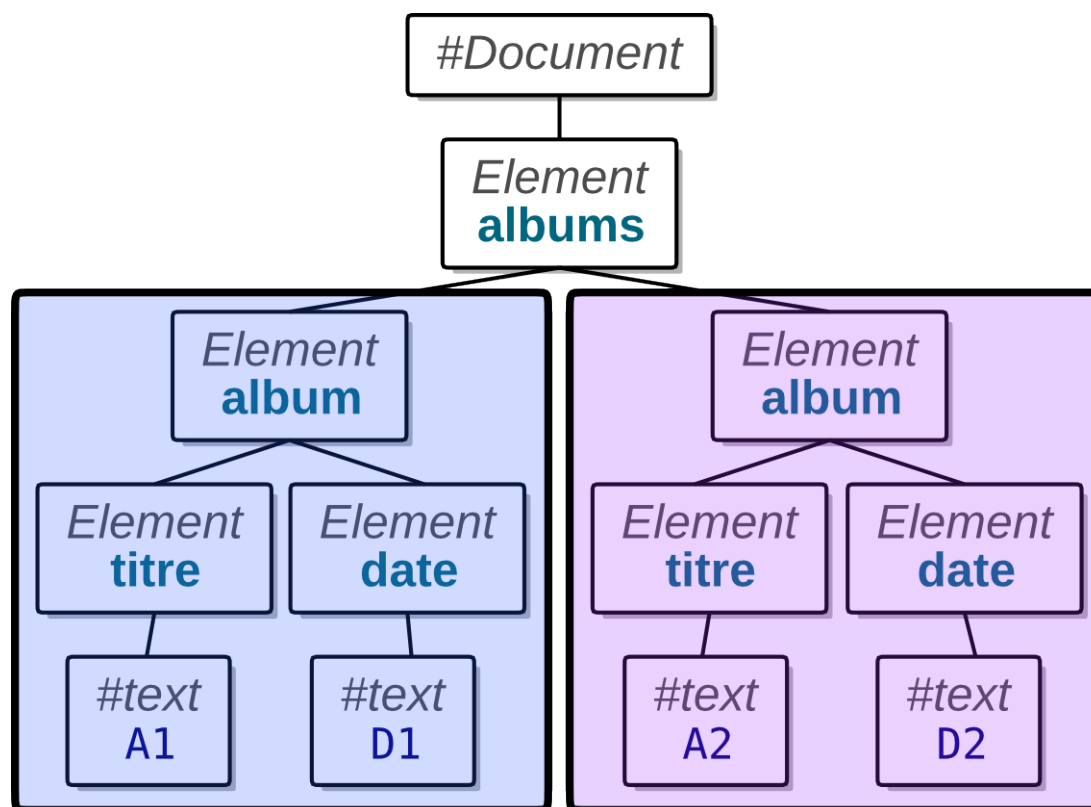 #Document
Element
albums
Element
album
Element
album
Element
titre
Element
date
Element
titre
Element
date
#text
A1
#text
D1
#text
A2
#text
D2